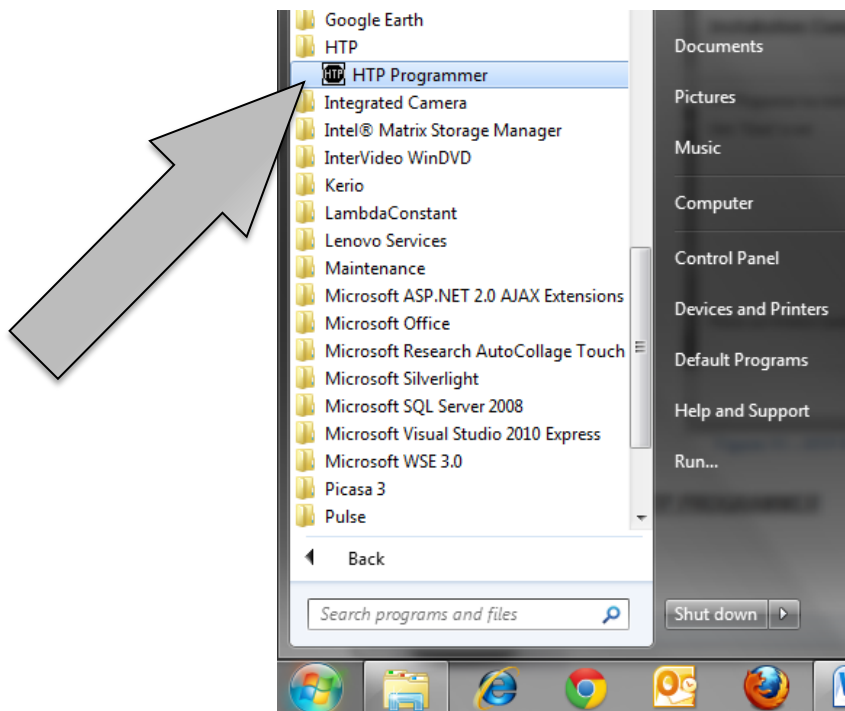 Google Earth
HTP
HTP HTP Programmer
Integrated Camera
Intel® Matrix Storage Manager
InterVideo WinDVD
Kerio
LambdaConstant
Lenovo Services
Maintenance
Microsoft ASP.NET 2.0 AJAX Extensions
Microsoft Office
Microsoft Research AutoCollage Touch
Microsoft Silverlight
Microsoft SQL Server 2008
Microsoft Visual Studio 2010 Express
Microsoft WSE 3.0
Picasa 3
Pulse
Back
Search programs and files
Documents
Pictures
Music
Computer
Control Panel
Devices and Printers
Default Programs
Help and Support
Run...
Shut down